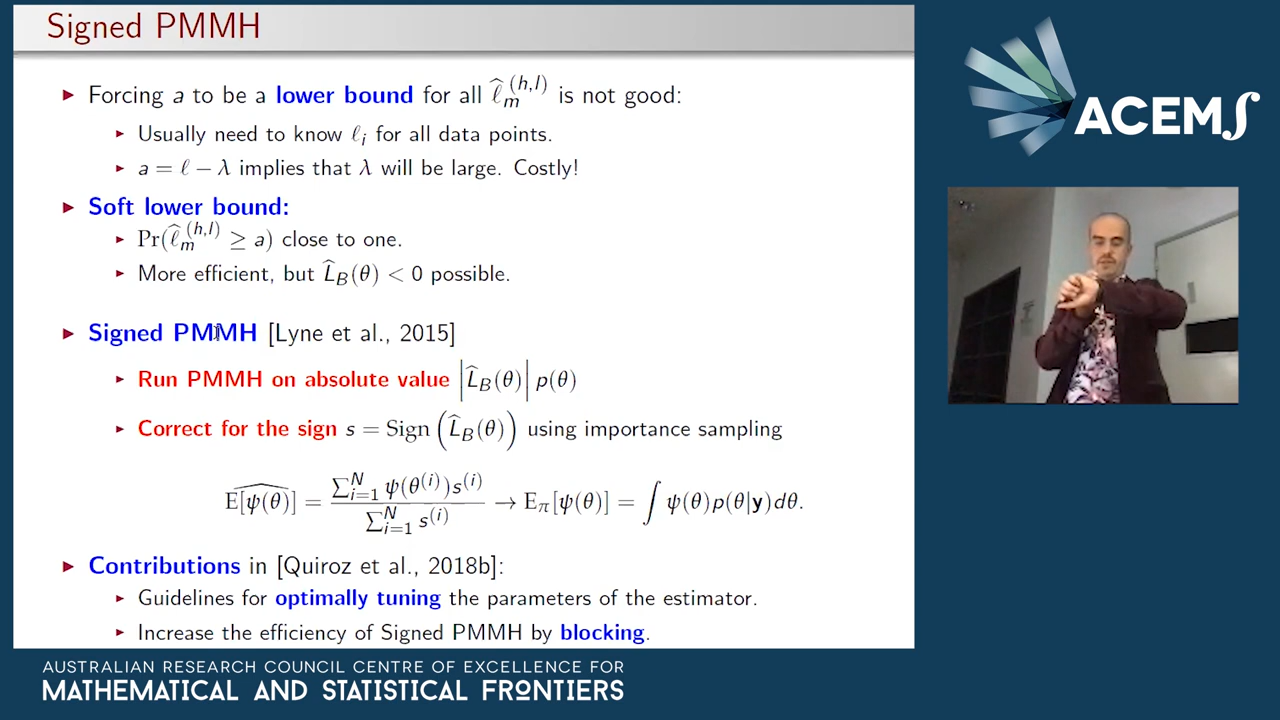 Signed PMMH
▶ Forcing a to be a lower bound for all ℓ̂_m^(h,l) is not good:
▶ Usually need to know ℓ_i for all data points.
▶ a = ℓ − λ implies that λ will be large. Costly!
▶ Soft lower bound:
▶ Pr(ℓ̂_m^(h,l) ≥ a) close to one.
▶ More efficient, but L̂_B(θ) < 0 possible.
▶ Signed PMMH [Lyne et al., 2015]
▶ Run PMMH on absolute value |L̂_B(θ)| p(θ)
▶ Correct for the sign s = Sign(L̂_B(θ)) using importance sampling
Ê[ψ(θ)] = ∑_{i=1}^N ψ(θ^(i))s^(i) / ∑_{i=1}^N s^(i) → E_π[ψ(θ)] = ∫ ψ(θ)p(θ|y)dθ.
▶ Contributions in [Quiroz et al., 2018b]:
▶ Guidelines for optimally tuning the parameters of the estimator.
▶ Increase the efficiency of Signed PMMH by blocking.
ACEMS
AUSTRALIAN RESEARCH COUNCIL CENTRE OF EXCELLENCE FOR
MATHEMATICAL AND STATISTICAL FRONTIERS